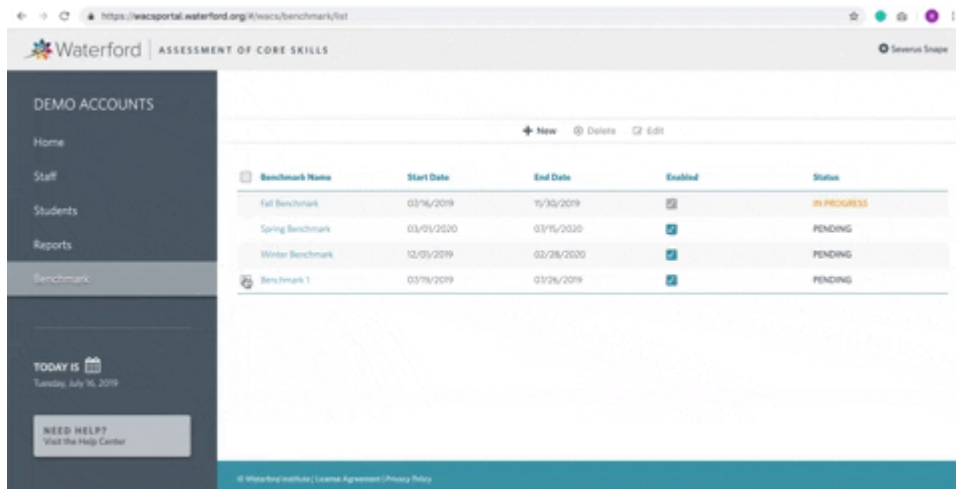 https://wacsportal.waterford.org/#/wacs/benchmark/list
Waterford | ASSESSMENT OF CORE SKILLS
Severus Snape
DEMO ACCOUNTS
Home
Staff
Students
Reports
Benchmark
TODAY IS
Tuesday, July 16, 2019
NEED HELP?
Visit the Help Center
New Delete Edit
Benchmark Name Start Date End Date Enabled Status
Fall Benchmark 11/30/2019 IN PROGRESS
Spring Benchmark 03/01/2020 03/15/2020 PENDING
Winter Benchmark 12/01/2019 02/28/2020 PENDING
Benchmark 1 03/19/2019 03/26/2019 PENDING
© Waterford Institute | License Agreement | Privacy Policy